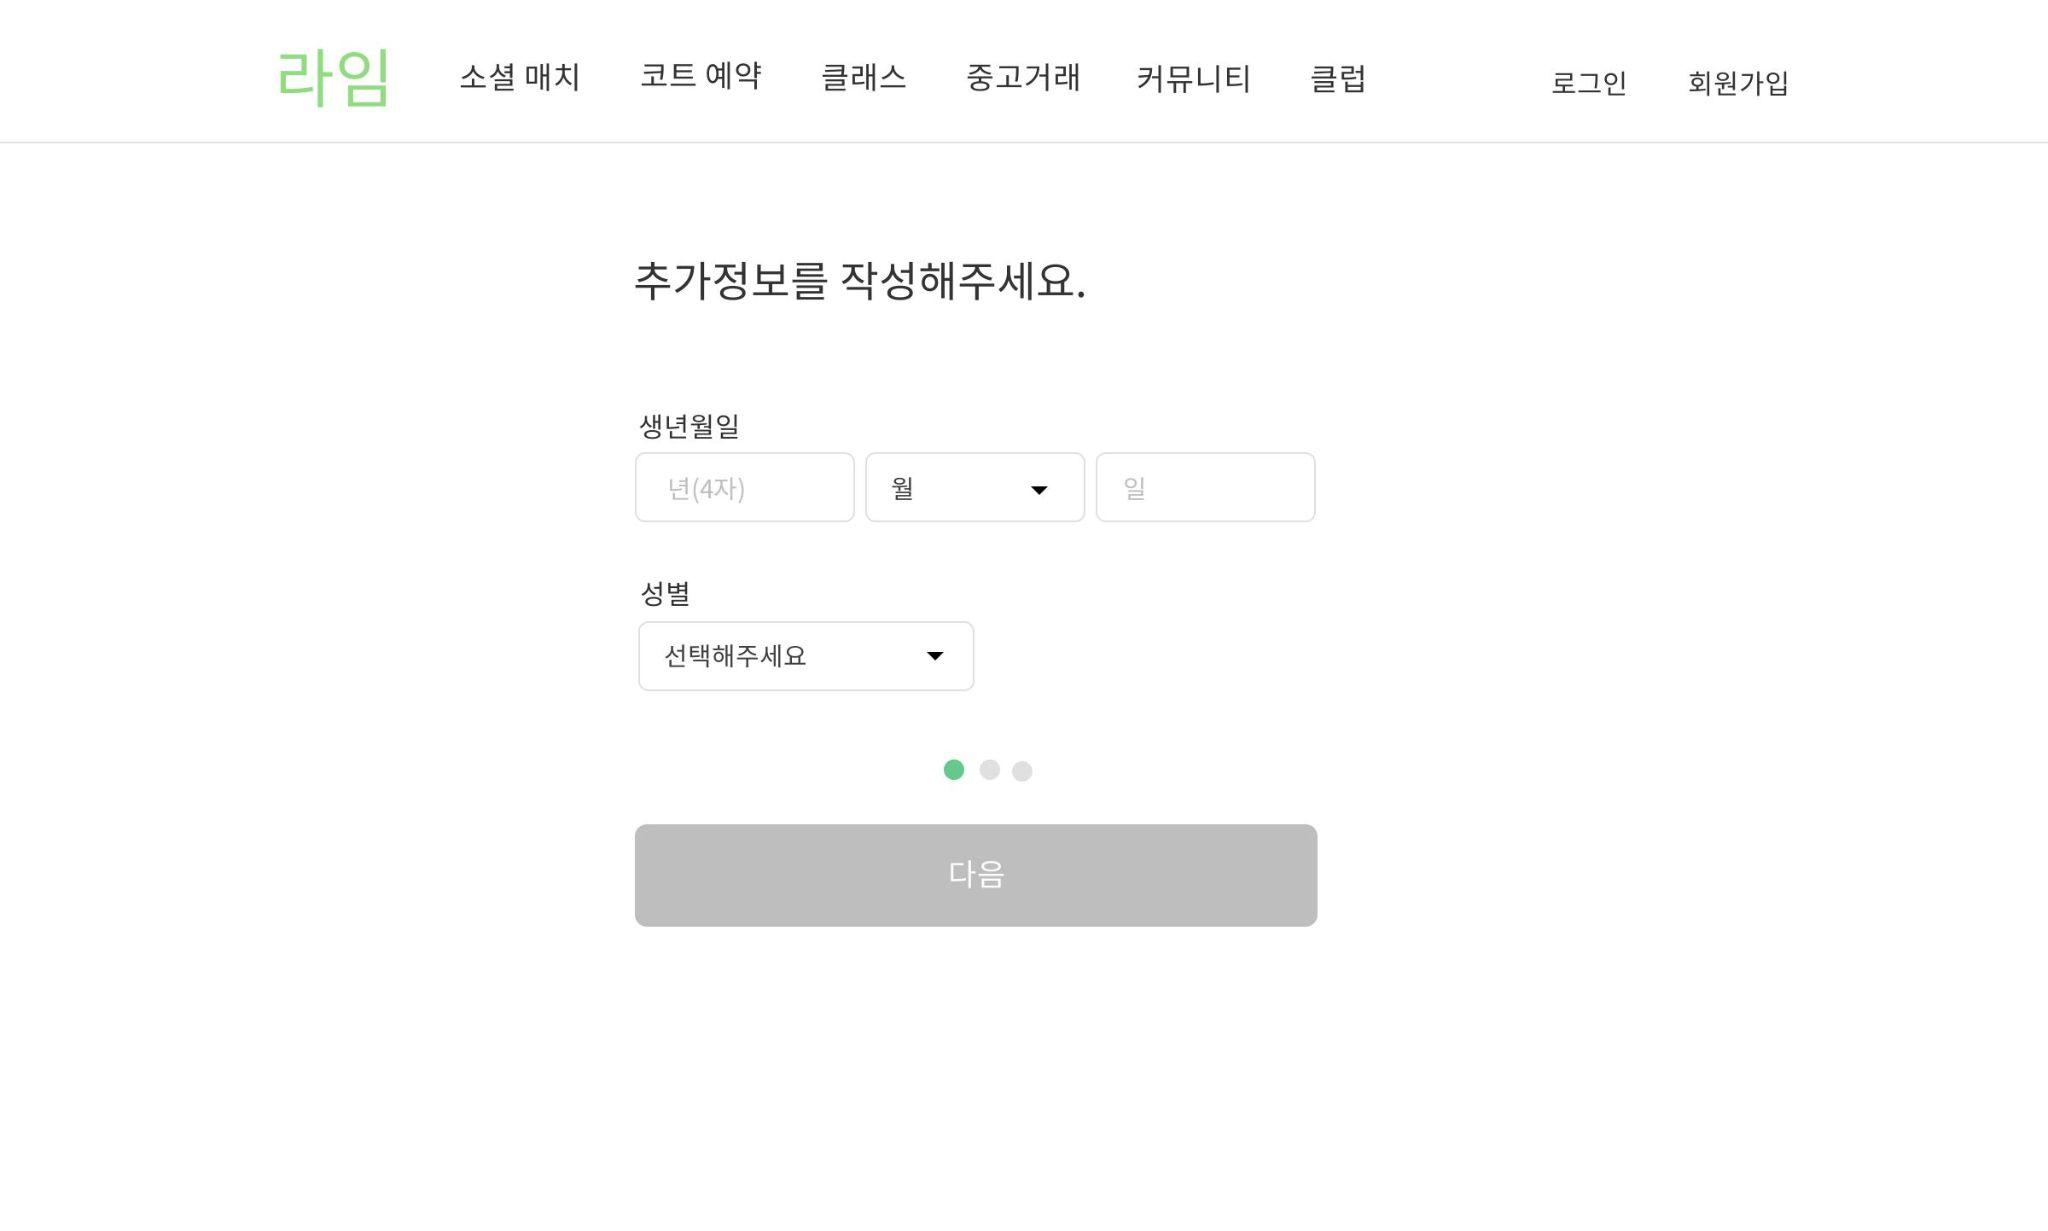 라임 소셜 매치 코트 예약 클래스 중고거래 커뮤니티 클럽 로그인 회원가입
추가정보를 작성해주세요.
생년월일
년(4자) 월 일
성별
선택해주세요
다음